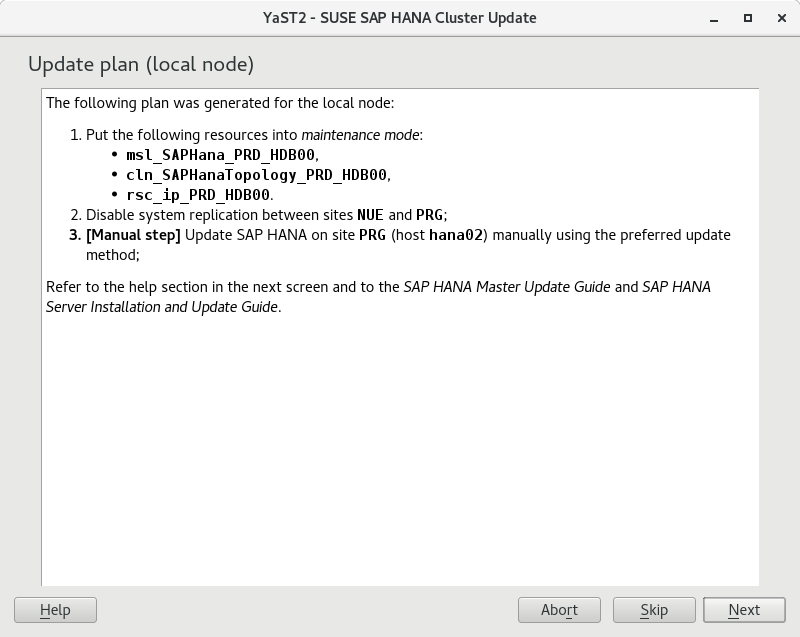 YaST2 - SUSE SAP HANA Cluster Update
Update plan (local node)
The following plan was generated for the local node:
1. Put the following resources into maintenance mode:
• msl_SAPHana_PRD_HDB00,
• cln_SAPHanaTopology_PRD_HDB00,
• rsc_ip_PRD_HDB00.
2. Disable system replication between sites NUE and PRG;
3. [Manual step] Update SAP HANA on site PRG (host hana02) manually using the preferred update
method;
Refer to the help section in the next screen and to the SAP HANA Master Update Guide and SAP HANA
Server Installation and Update Guide.
Help Abort Skip Next